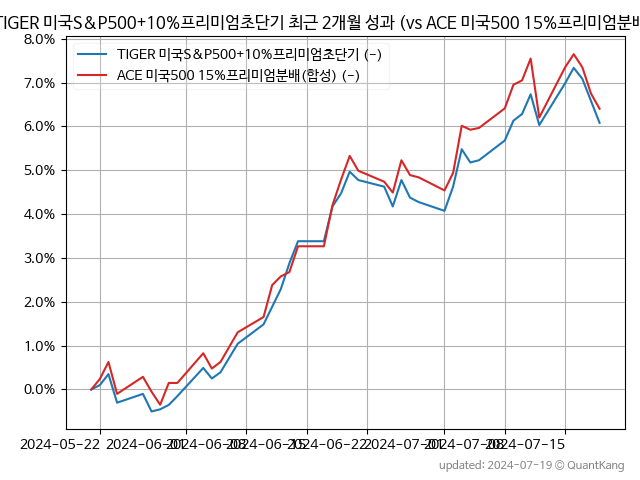 TIGER 미국S&P500+10%프리미엄초단기 최근 2개월 성과 (vs ACE 미국500 15%프리미엄분배
8.0%
TIGER 미국S&P500+10%프리미엄초단기 (-)
ACE 미국500 15%프리미엄분배(합성) (-)
7.0%
6.0%
5.0%
4.0%
3.0%
2.0%
1.0%
0.0%
2024-05-22 2024-06-01 2024-06-08 2024-06-15 2024-06-22 2024-07-01 2024-07-08 2024-07-15
updated: 2024-07-19 © QuantKang